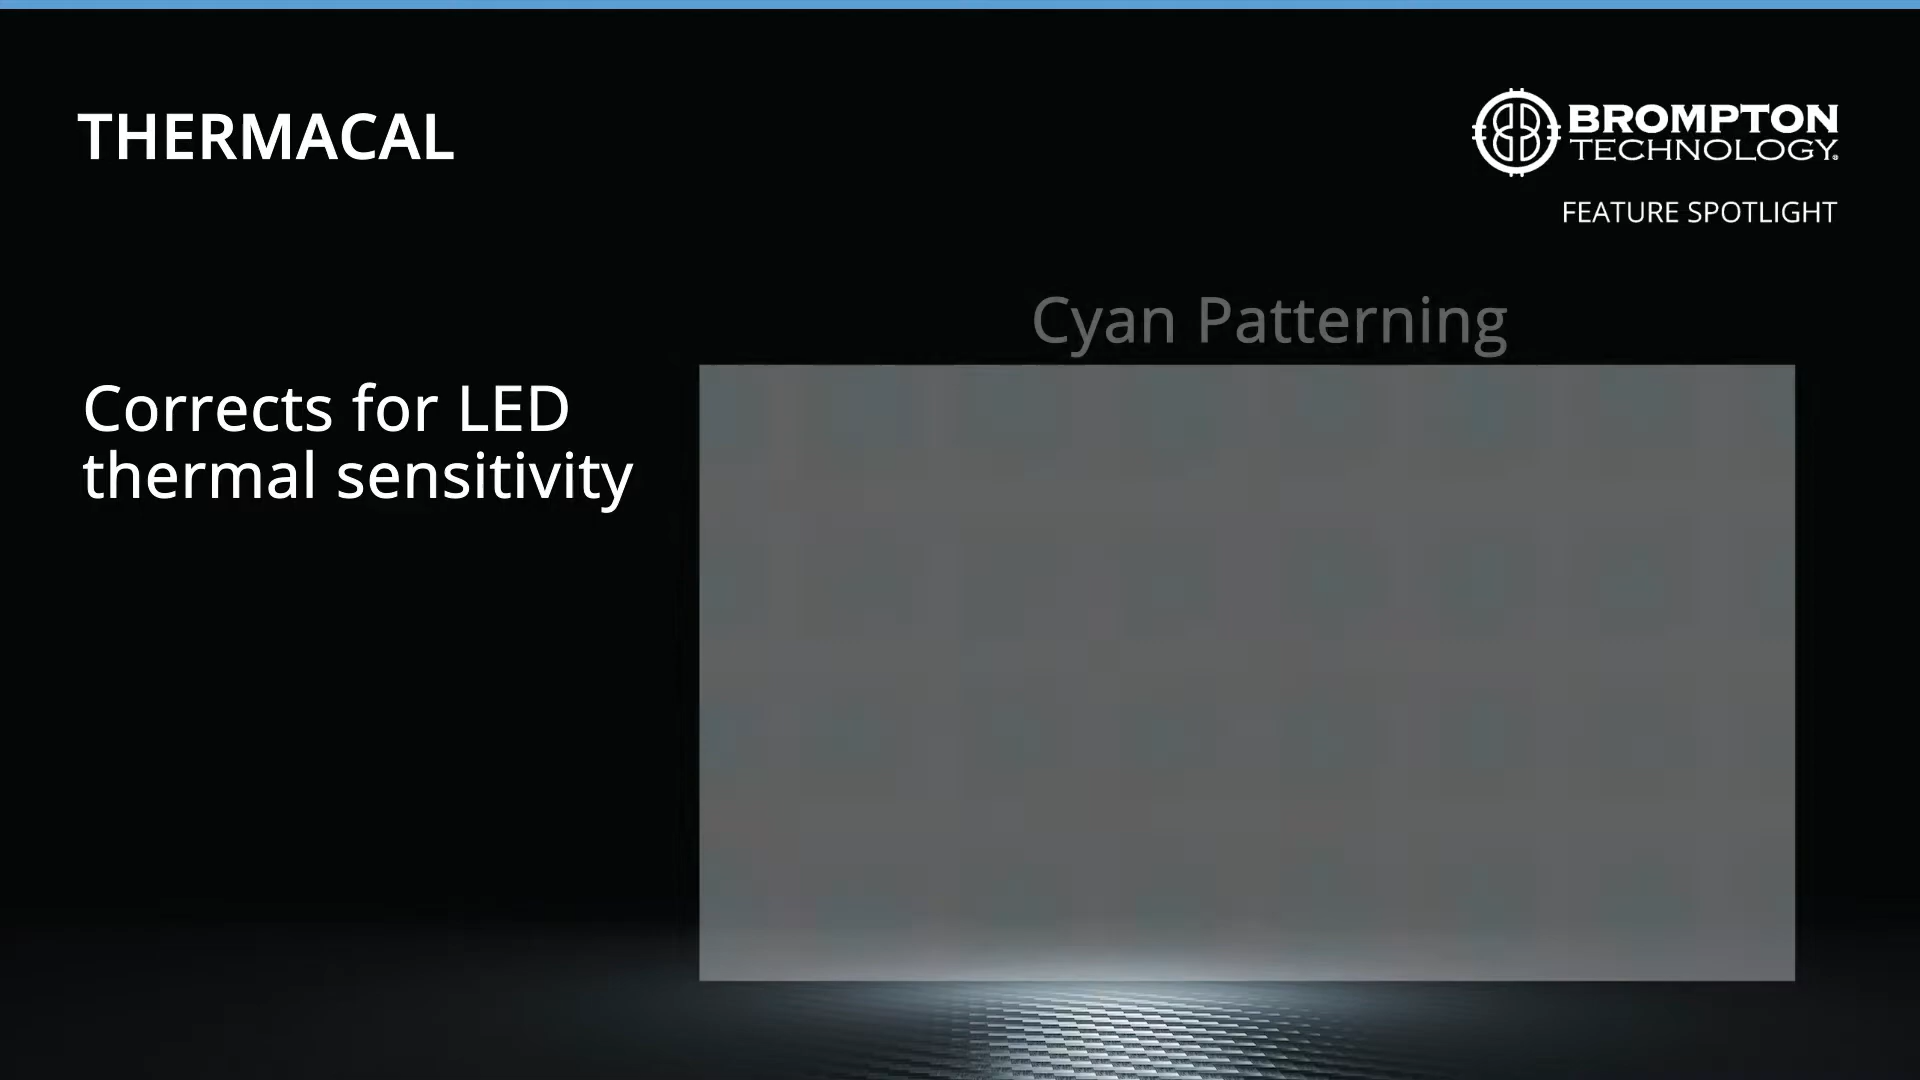 THERMACAL
BROMPTON
TECHNOLOGY®
FEATURE SPOTLIGHT
Cyan Patterning
Corrects for LED
thermal sensitivity